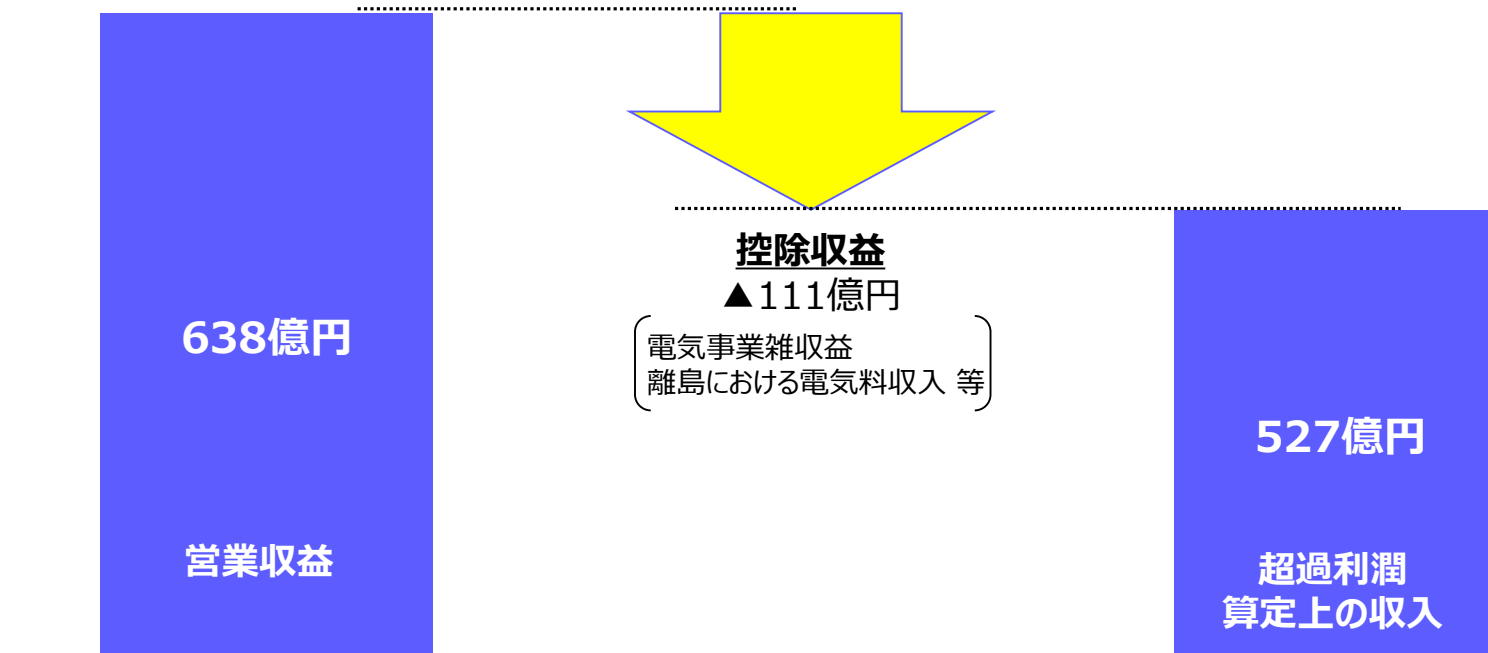 638億円
営業収益
控除収益
▲111億円
電気事業雑収益
離島における電気料収入 等
527億円
超過利潤
算定上の収入